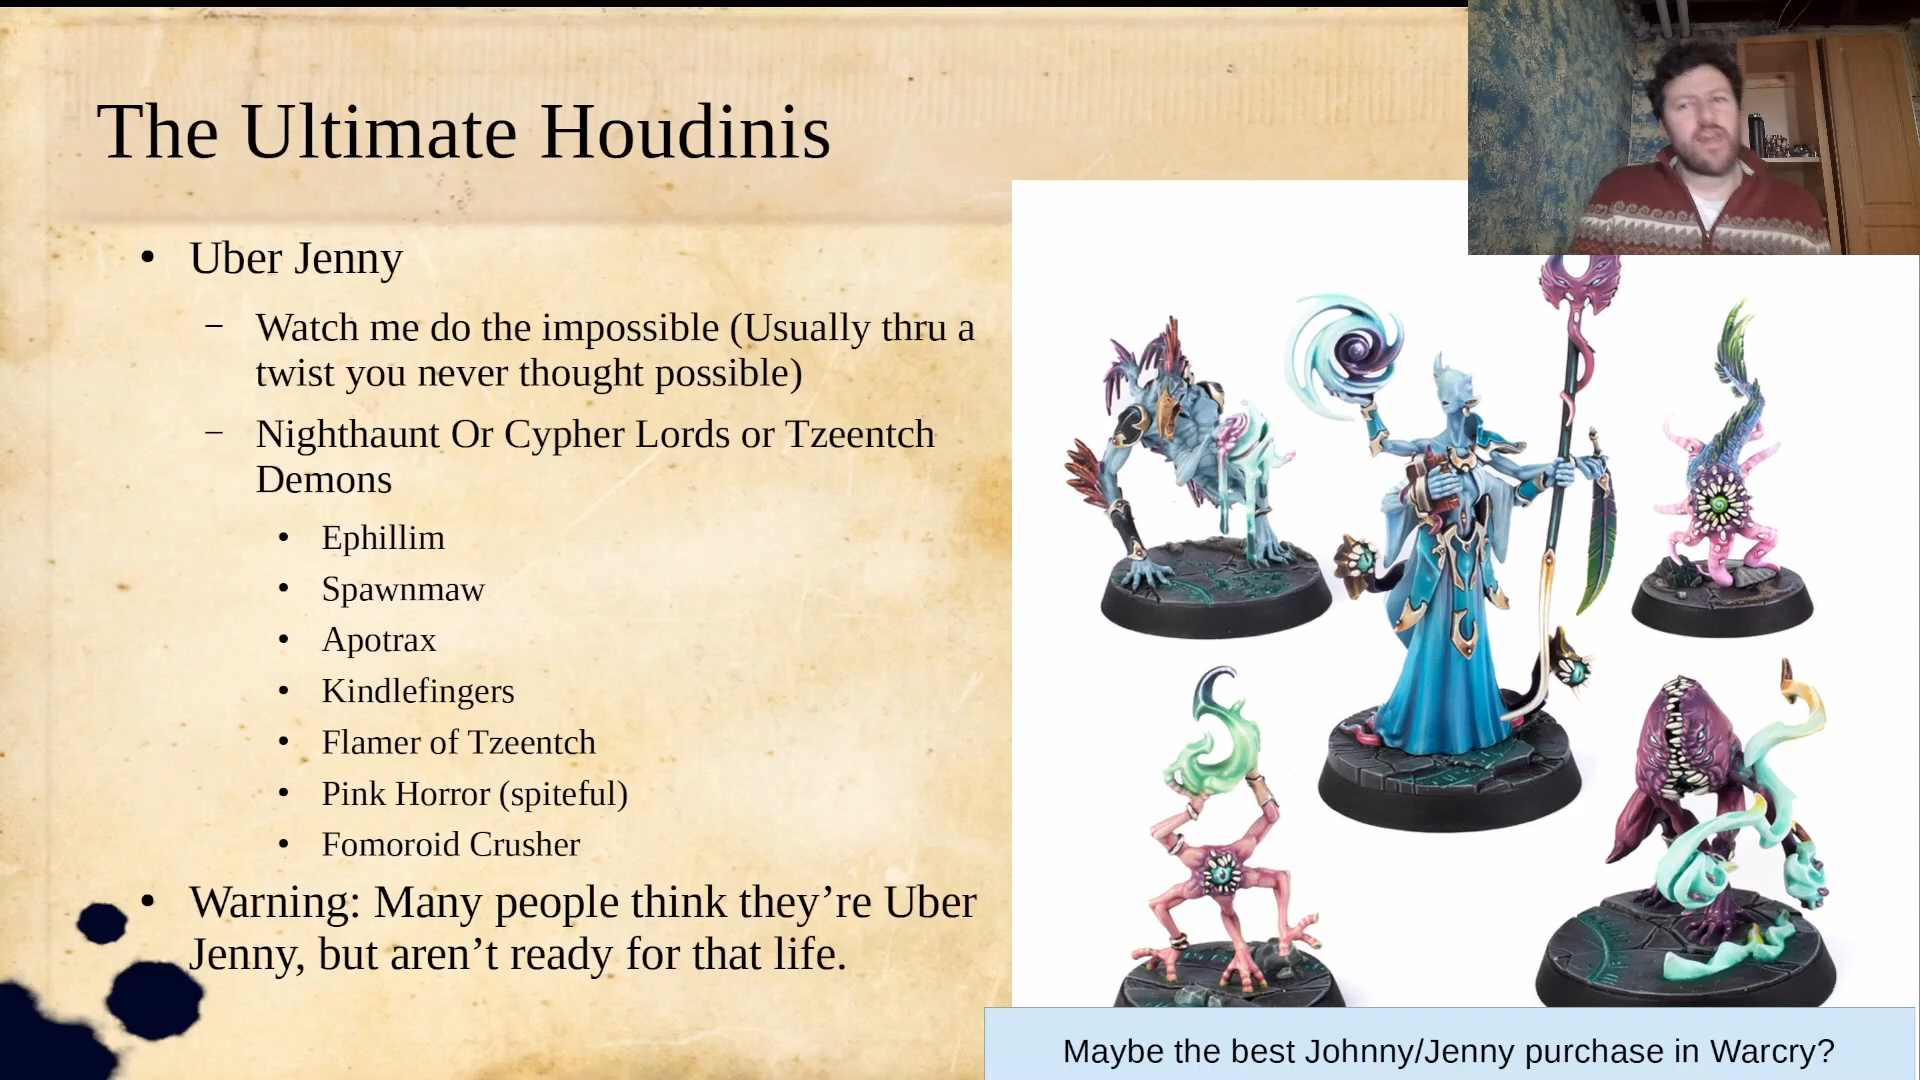 The Ultimate Houdinis
• Uber Jenny
– Watch me do the impossible (Usually thru a
twist you never thought possible)
– Nighthaunt Or Cypher Lords or Tzeentch
Demons
• Ephillim
• Spawnmaw
• Apotrax
• Kindlefingers
• Flamer of Tzeentch
• Pink Horror (spiteful)
• Fomoroid Crusher
• Warning: Many people think they’re Uber
Jenny, but aren’t ready for that life.
Maybe the best Johnny/Jenny purchase in Warcry?